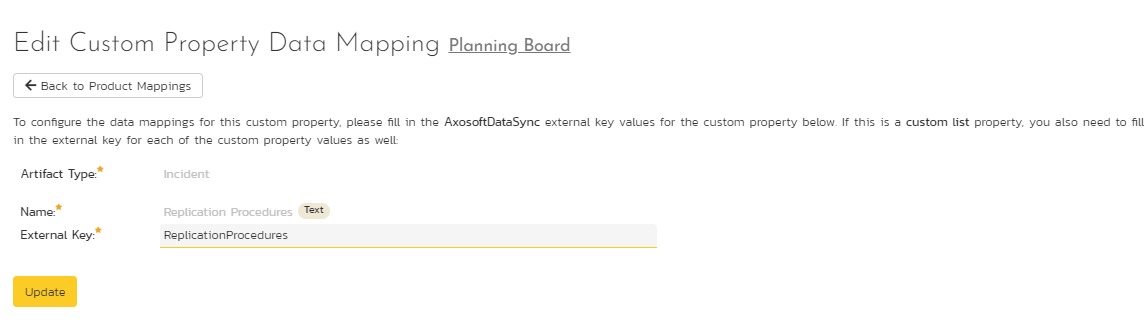 Edit Custom Property Data Mapping Planning Board
Back to Product Mappings
To configure the data mappings for this custom property, please fill in the AxosoftDataSync external key values for the custom property below. If this is a custom list property, you also need to fill
in the external key for each of the custom property values as well:
Artifact Type:* Incident
Name:* Replication Procedures Text
External Key:* ReplicationProcedures
Update